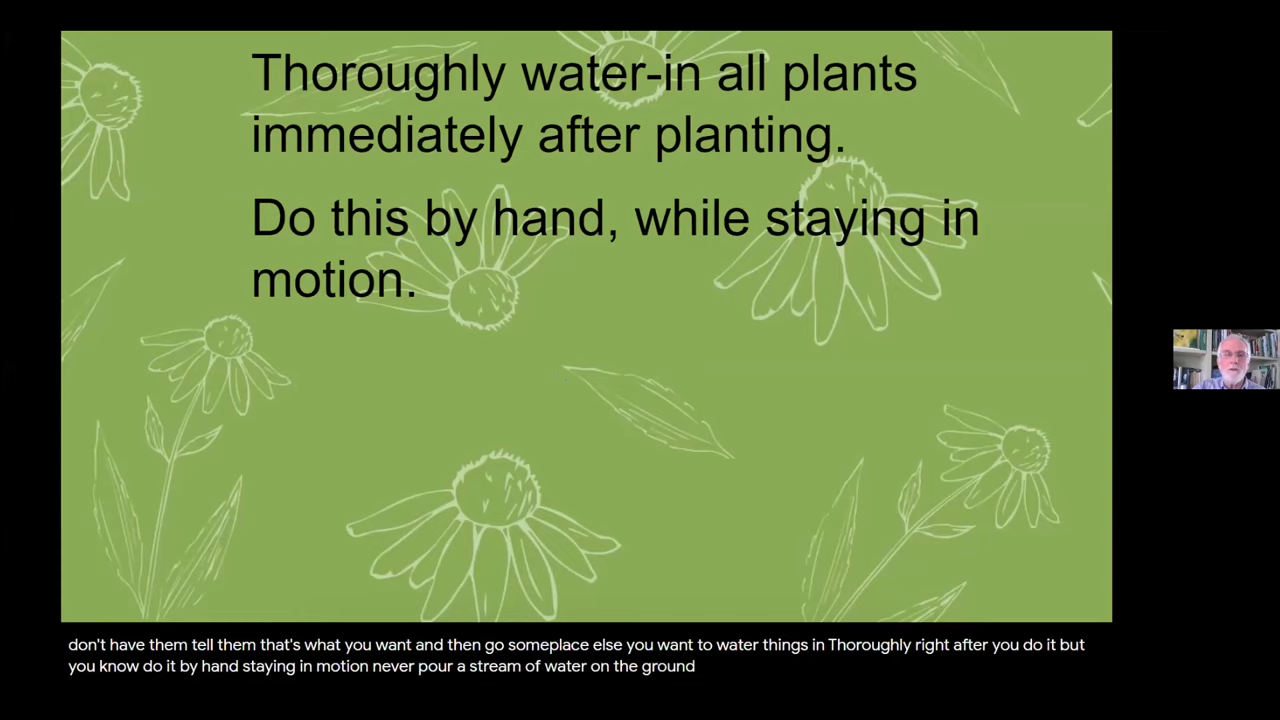 Thoroughly water-in all plants
immediately after planting.
Do this by hand, while staying in
motion.
don't have them tell them that's what you want and then go someplace else you want to water things in Thoroughly right after you do it but
you know do it by hand staying in motion never pour a stream of water on the ground